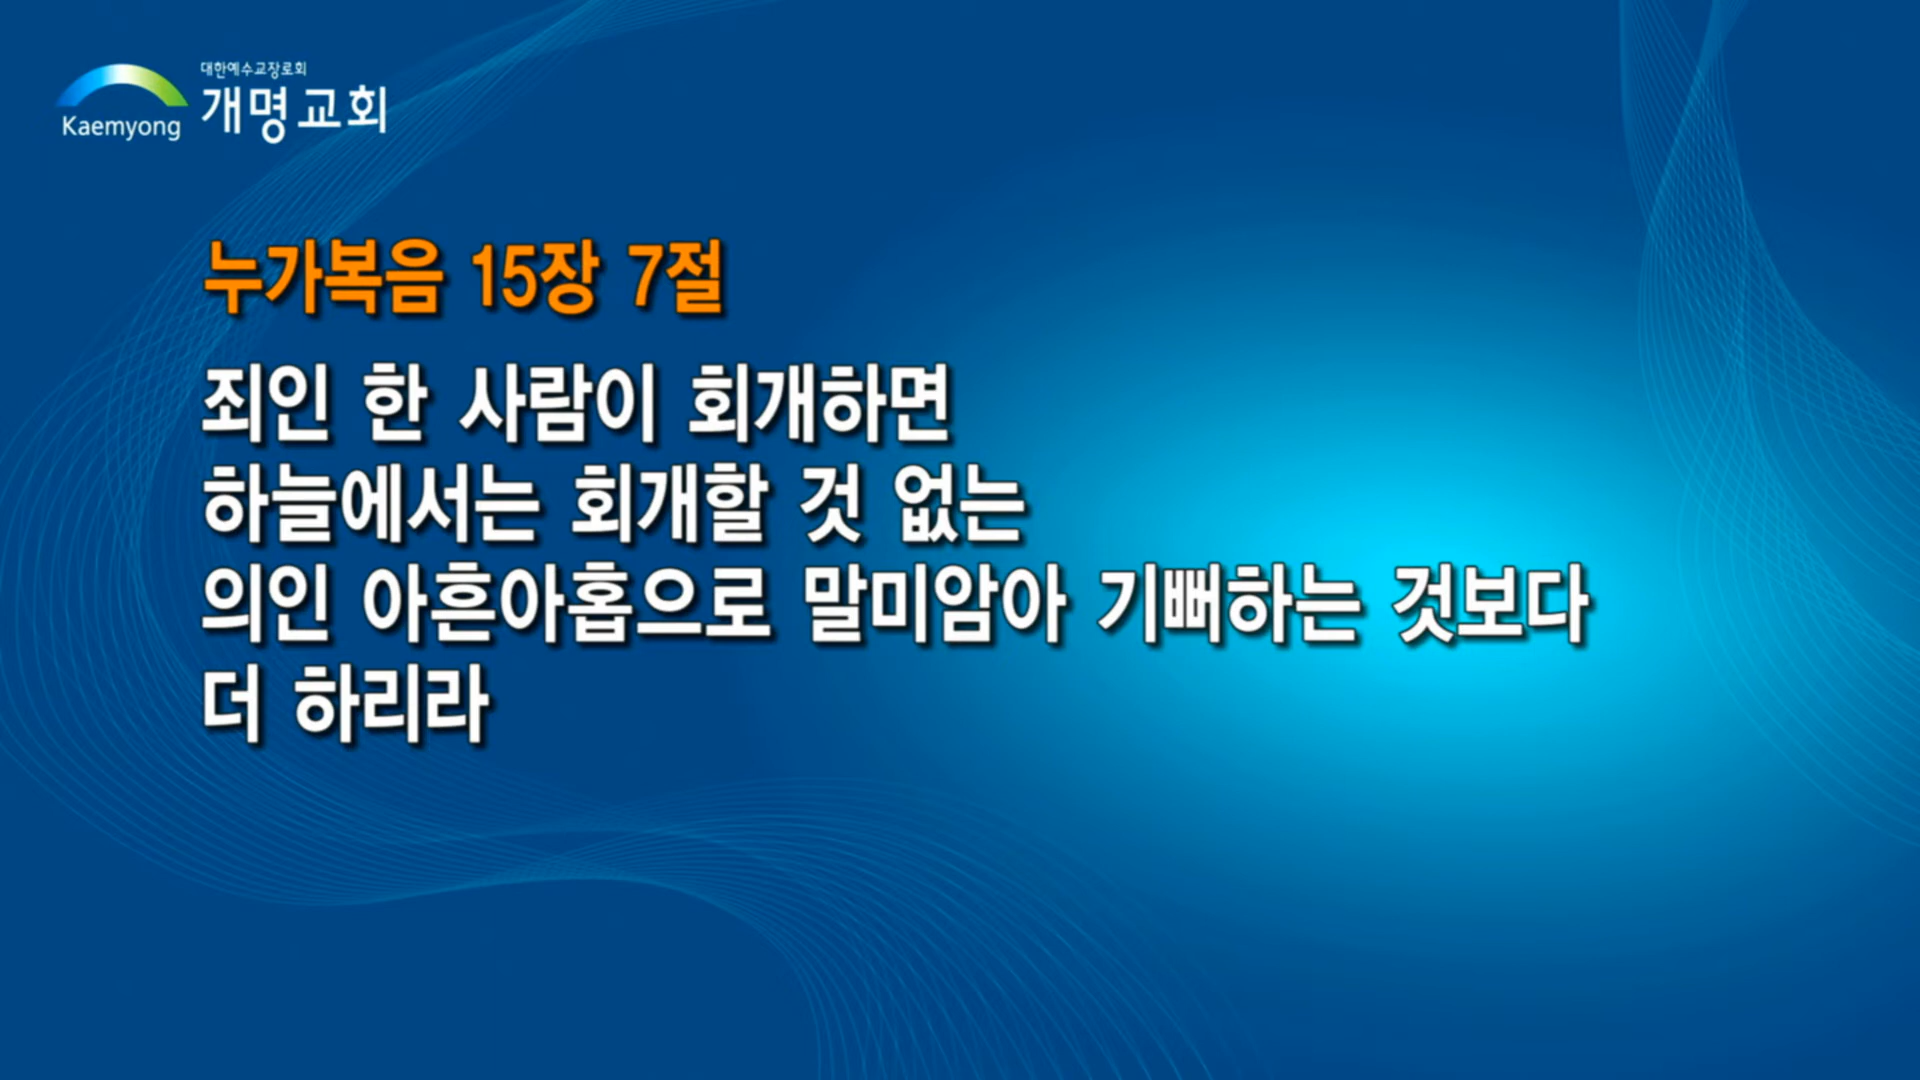 대한예수교장로회
개명교회
Kaemyong
누가복음 15장 7절
죄인 한 사람이 회개하면
하늘에서는 회개할 것 없는
의인 아흔아홉으로 말미암아 기뻐하는 것보다
더 하리라